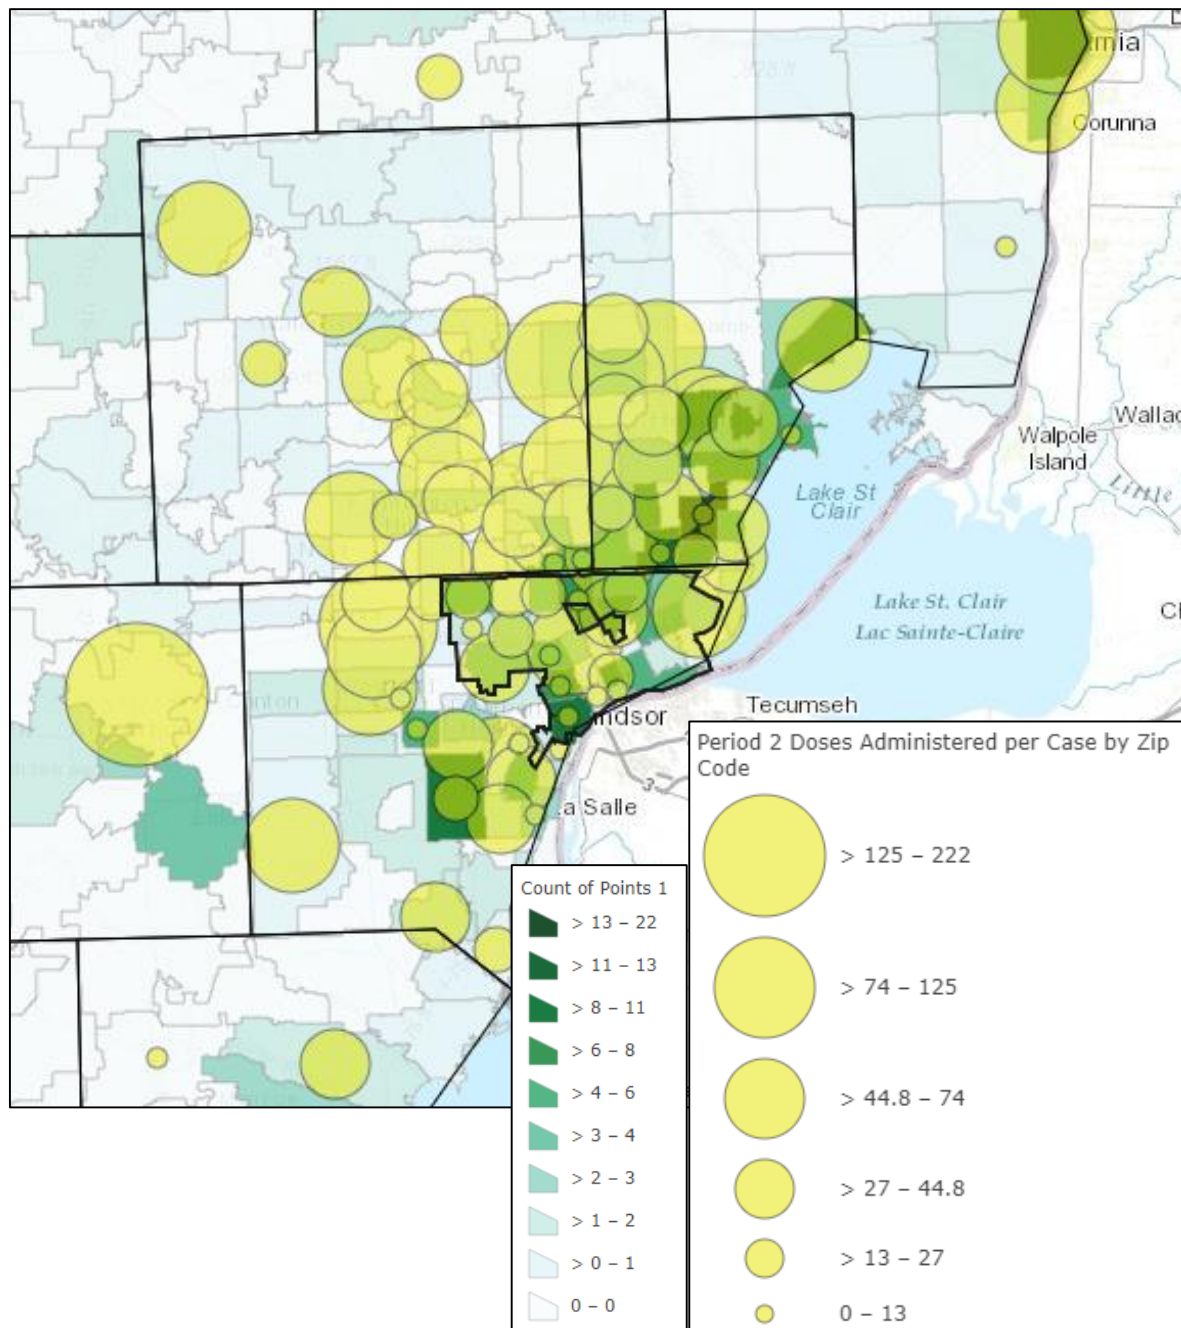 Corunna
Walpole
Island
Lake St
Clair
Lake St. Clair
Lac Sainte-Claire
Tecumseh
Period 2 Doses Administered per Case by Zip
Code
> 125 – 222
> 74 – 125
> 44.8 – 74
> 27 – 44.8
> 13 – 27
0 – 13
Count of Points 1
> 13 – 22
> 11 – 13
> 8 – 11
> 6 – 8
> 4 – 6
> 3 – 4
> 2 – 3
> 1 – 2
> 0 – 1
0 – 0
mia
Wallac
Little
ndsor
a Salle
3